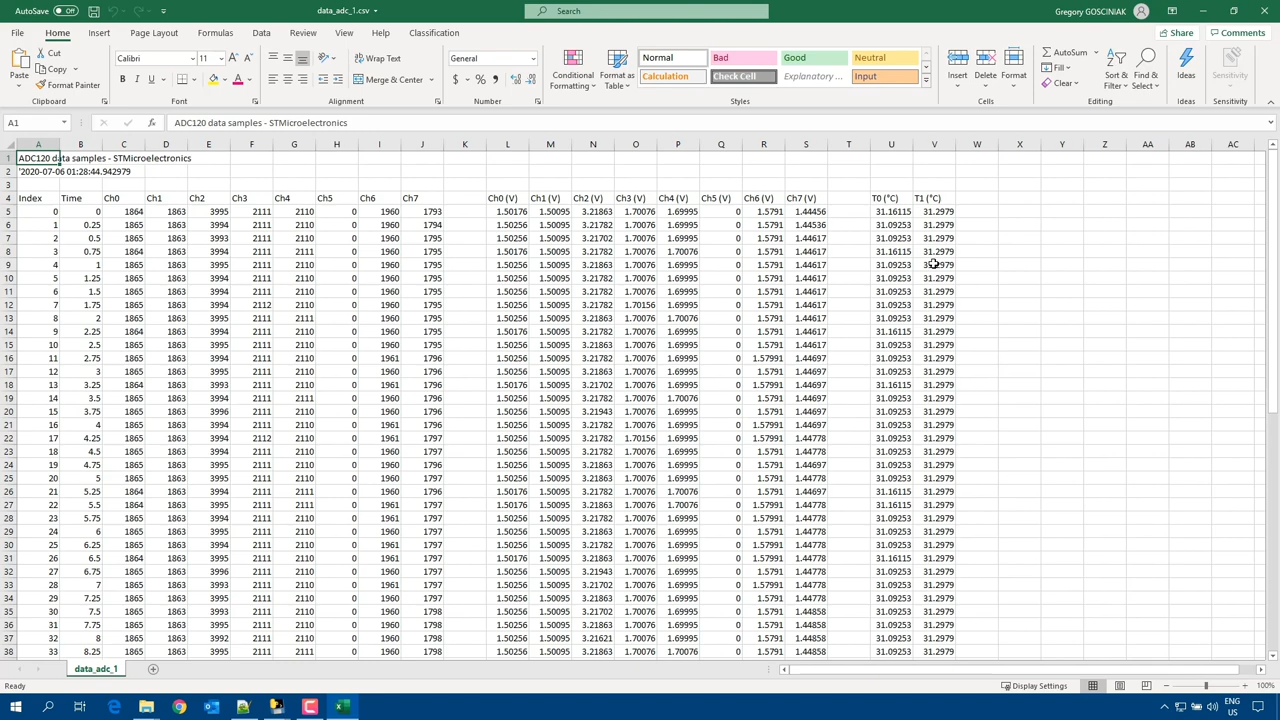 AutoSave Off data_adc_1.csv Search Gregory GOSCINIAK
File Home Insert Page Layout Formulas Data Review View Help Classification Share Comments
Paste Cut Copy Format Painter Calibri 11 B I U Wrap Text Merge & Center General $ % Conditional Formatting Format as Table Normal Bad Good Neutral Calculation Check Cell Explanatory ... Input Insert Delete Format AutoSum Fill Clear Sort & Filter Find & Select Ideas Sensitivity
Clipboard Font Alignment Number Styles Cells Editing Ideas Sensitivity
A1 fx ADC120 data samples - STMicroelectronics
A B C D E F G H I J K L M N O P Q R S T U V W X Y Z AA AB AC
1 ADC120 data samples - STMicroelectronics
2 '2020-07-06 01:28:44.942979
3
4 Index Time Ch0 Ch1 Ch2 Ch3 Ch4 Ch5 Ch6 Ch7 Ch0 (V) Ch1 (V) Ch2 (V) Ch3 (V) Ch4 (V) Ch5 (V) Ch6 (V) Ch7 (V) T0 (°C) T1 (°C)
5 0 0 1864 1863 3995 2111 2110 0 1960 1793 1.50176 1.50095 3.21863 1.70076 1.69995 0 1.5791 1.44456 31.16115 31.2979
6 1 0.25 1865 1863 3994 2111 2110 0 1960 1794 1.50256 1.50095 3.21782 1.70076 1.69995 0 1.5791 1.44536 31.09253 31.2979
7 2 0.5 1865 1863 3995 2111 2110 0 1960 1795 1.50256 1.50095 3.21863 1.70076 1.69995 0 1.5791 1.44617 31.09253 31.2979
8 3 0.75 1864 1863 3994 2111 2111 0 1960 1795 1.50176 1.50095 3.21782 1.70076 1.70076 0 1.5791 1.44617 31.16115 31.2979
9 4 1 1865 1863 3995 2111 2110 0 1960 1795 1.50256 1.50095 3.21863 1.70076 1.69995 0 1.5791 1.44617 31.09253
10 5 1.25 1865 1863 3994 2111 2110 0 1960 1795 1.50256 1.50095 3.21782 1.70076 1.69995 0 1.5791 1.44617 31.09253 31.2979
11 6 1.5 1865 1863 3994 2111 2110 0 1960 1795 1.50256 1.50095 3.21782 1.70076 1.69995 0 1.5791 1.44617 31.09253 31.2979
12 7 1.75 1865 1863 3994 2112 2110 0 1960 1795 1.50256 1.50095 3.21782 1.70156 1.69995 0 1.5791 1.44617 31.09253 31.2979
13 8 2 1865 1863 3995 2111 2110 0 1960 1795 1.50256 1.50095 3.21863 1.70076 1.69995 0 1.5791 1.44617 31.09253 31.2979
14 9 2.25 1864 1863 3994 2111 2110 0 1960 1795 1.50176 1.50095 3.21782 1.70076 1.69995 0 1.5791 1.44617 31.16115 31.2979
15 10 2.5 1865 1863 3995 2111 2110 0 1960 1795 1.50256 1.50095 3.21863 1.70076 1.69995 0 1.5791 1.44617 31.09253 31.2979
16 11 2.75 1865 1863 3994 2111 2110 0 1961 1796 1.50256 1.50095 3.21782 1.70076 1.69995 0 1.57991 1.44697 31.09253 31.2979
17 12 3 1865 1863 3995 2111 2110 0 1960 1796 1.50256 1.50095 3.21863 1.70076 1.69995 0 1.5791 1.44697 31.09253 31.2979
18 13 3.25 1864 1863 3993 2111 2110 0 1961 1796 1.50176 1.50095 3.21702 1.70076 1.69995 0 1.57991 1.44697 31.16115 31.2979
19 14 3.5 1865 1863 3994 2111 2111 0 1960 1796 1.50256 1.50095 3.21782 1.70076 1.70076 0 1.5791 1.44697 31.09253 31.2979
20 15 3.75 1865 1863 3996 2111 2110 0 1961 1796 1.50256 1.50095 3.21943 1.70076 1.69995 0 1.57991 1.44697 31.09253 31.2979
21 16 4 1865 1863 3994 2111 2110 0 1961 1796 1.50256 1.50095 3.21782 1.70076 1.69995 0 1.57991 1.44697 31.09253 31.2979
22 17 4.25 1865 1863 3994 2112 2110 0 1961 1797 1.50256 1.50095 3.21782 1.70156 1.69995 0 1.57991 1.44778 31.09253 31.2979
23 18 4.5 1865 1863 3995 2111 2110 0 1960 1797 1.50256 1.50095 3.21863 1.70076 1.69995 0 1.5791 1.44778 31.09253 31.2979
24 19 4.75 1865 1863 3995 2111 2110 0 1960 1796 1.50256 1.50095 3.21863 1.70076 1.69995 0 1.5791 1.44697 31.09253 31.2979
25 20 5 1865 1863 3995 2111 2110 0 1960 1797 1.50256 1.50095 3.21863 1.70076 1.69995 0 1.5791 1.44778 31.09253 31.2979
26 21 5.25 1864 1863 3994 2111 2111 0 1960 1796 1.50176 1.50095 3.21782 1.70076 1.70076 0 1.5791 1.44697 31.16115 31.2979
27 22 5.5 1864 1863 3995 2111 2110 0 1960 1797 1.50176 1.50095 3.21863 1.70076 1.69995 0 1.5791 1.44778 31.16115 31.2979
28 23 5.75 1865 1863 3994 2111 2110 0 1961 1797 1.50256 1.50095 3.21782 1.70076 1.69995 0 1.57991 1.44778 31.09253 31.2979
29 24 6 1865 1863 3993 2111 2110 0 1960 1797 1.50256 1.50095 3.21702 1.70076 1.69995 0 1.5791 1.44778 31.09253 31.2979
30 25 6.25 1865 1863 3994 2111 2110 0 1961 1797 1.50256 1.50095 3.21782 1.70076 1.69995 0 1.57991 1.44778 31.09253 31.2979
31 26 6.5 1864 1863 3995 2111 2110 0 1960 1797 1.50176 1.50095 3.21863 1.70076 1.69995 0 1.5791 1.44778 31.16115 31.2979
32 27 6.75 1865 1863 3996 2111 2110 0 1960 1797 1.50256 1.50095 3.21943 1.70076 1.69995 0 1.5791 1.44778 31.09253 31.2979
33 28 7 1865 1863 3993 2111 2110 0 1961 1797 1.50256 1.50095 3.21702 1.70076 1.69995 0 1.57991 1.44778 31.09253 31.2979
34 29 7.25 1865 1863 3995 2111 2110 0 1960 1798 1.50256 1.50095 3.21863 1.70076 1.69995 0 1.5791 1.44858 31.09253 31.2979
35 30 7.5 1865 1863 3993 2111 2110 0 1960 1798 1.50256 1.50095 3.21702 1.70076 1.69995 0 1.5791 1.44858 31.09253 31.2979
36 31 7.75 1865 1863 3995 2111 2110 0 1960 1798 1.50256 1.50095 3.21863 1.70076 1.69995 0 1.5791 1.44858 31.09253 31.2979
37 32 8 1865 1863 3992 2111 2110 0 1960 1798 1.50256 1.50095 3.21621 1.70076 1.69995 0 1.5791 1.44858 31.09253 31.2979
38 33 8.25 1865 1863 3995 2111 2111 0 1960 1798 1.50256 1.50095 3.21863 1.70076 1.70076 0 1.5791 1.44858 31.09253 31.2979
data_adc_1
Ready Display Settings 100%
ENG US